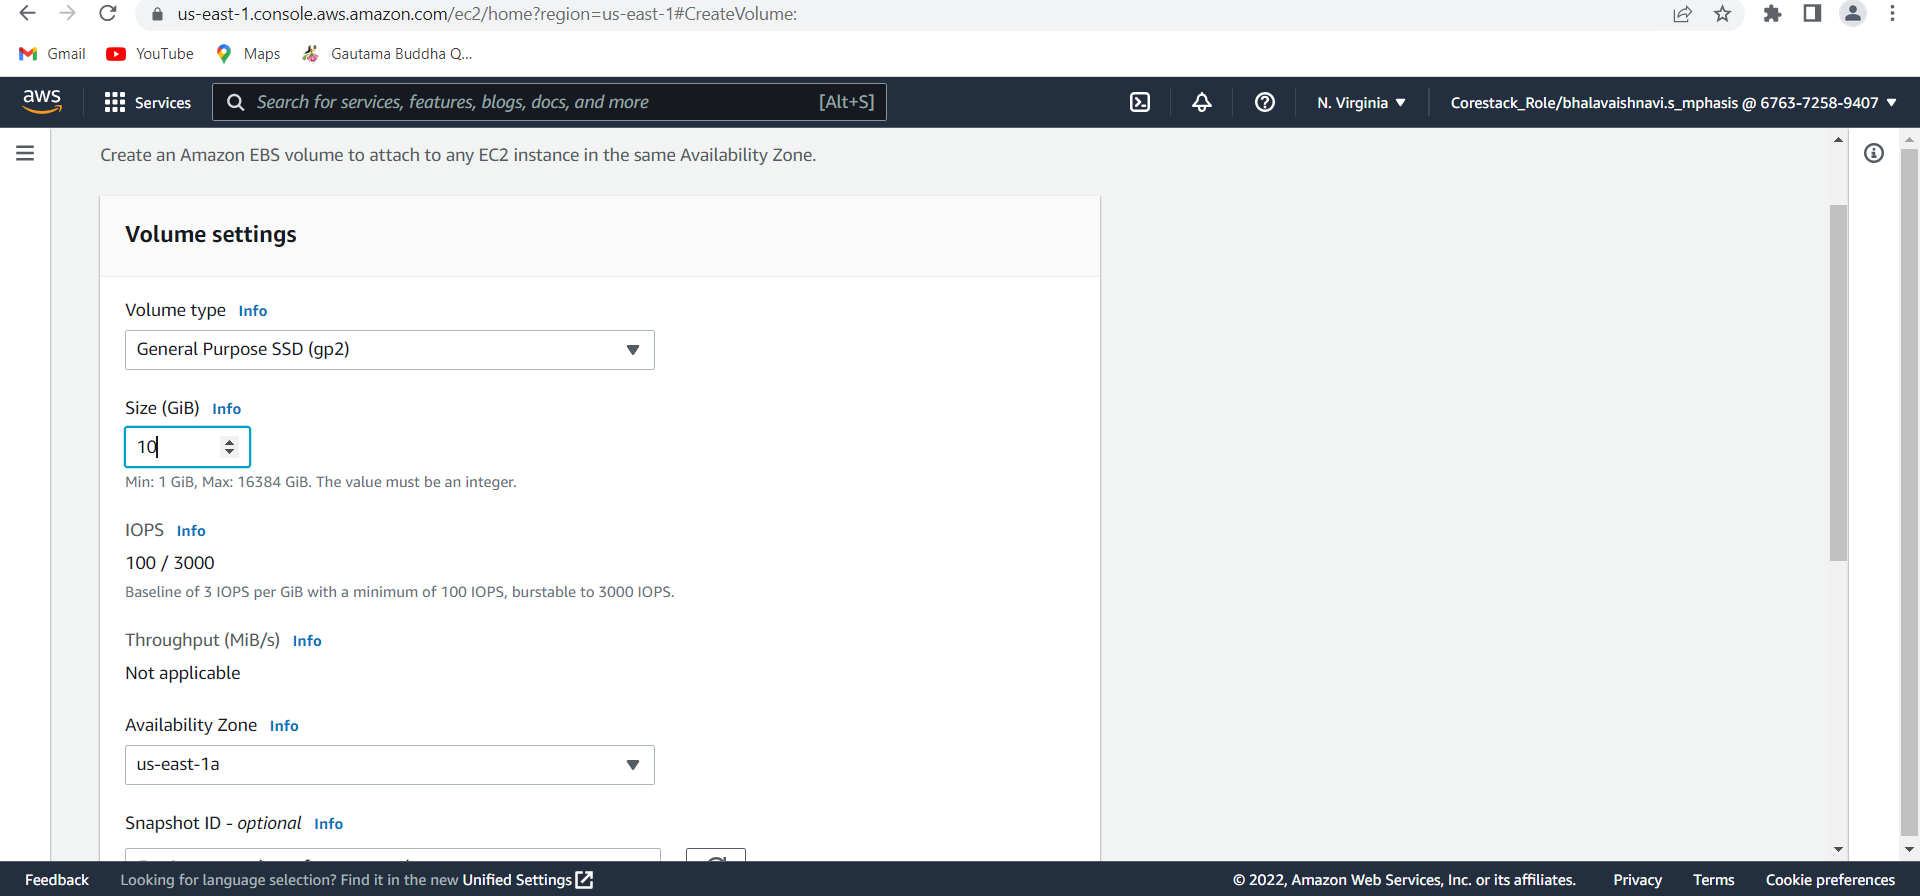 us-east-1.console.aws.amazon.com/ec2/home?region=us-east-1#CreateVolume:
Gmail YouTube Maps Gautama Buddha Q...
aws Services Search for services, features, blogs, docs, and more [Alt+S] N. Virginia Corestack_Role/bhalavaishnavi.s_mphasis @ 6763-7258-9407
Create an Amazon EBS volume to attach to any EC2 instance in the same Availability Zone.
Volume settings
Volume type Info
General Purpose SSD (gp2)
Size (GiB) Info
10
Min: 1 GiB, Max: 16384 GiB. The value must be an integer.
IOPS Info
100 / 3000
Baseline of 3 IOPS per GiB with a minimum of 100 IOPS, burstable to 3000 IOPS.
Throughput (MiB/s) Info
Not applicable
Availability Zone Info
us-east-1a
Snapshot ID - optional Info
Feedback Looking for language selection? Find it in the new Unified Settings © 2022, Amazon Web Services, Inc. or its affiliates. Privacy Terms Cookie preferences